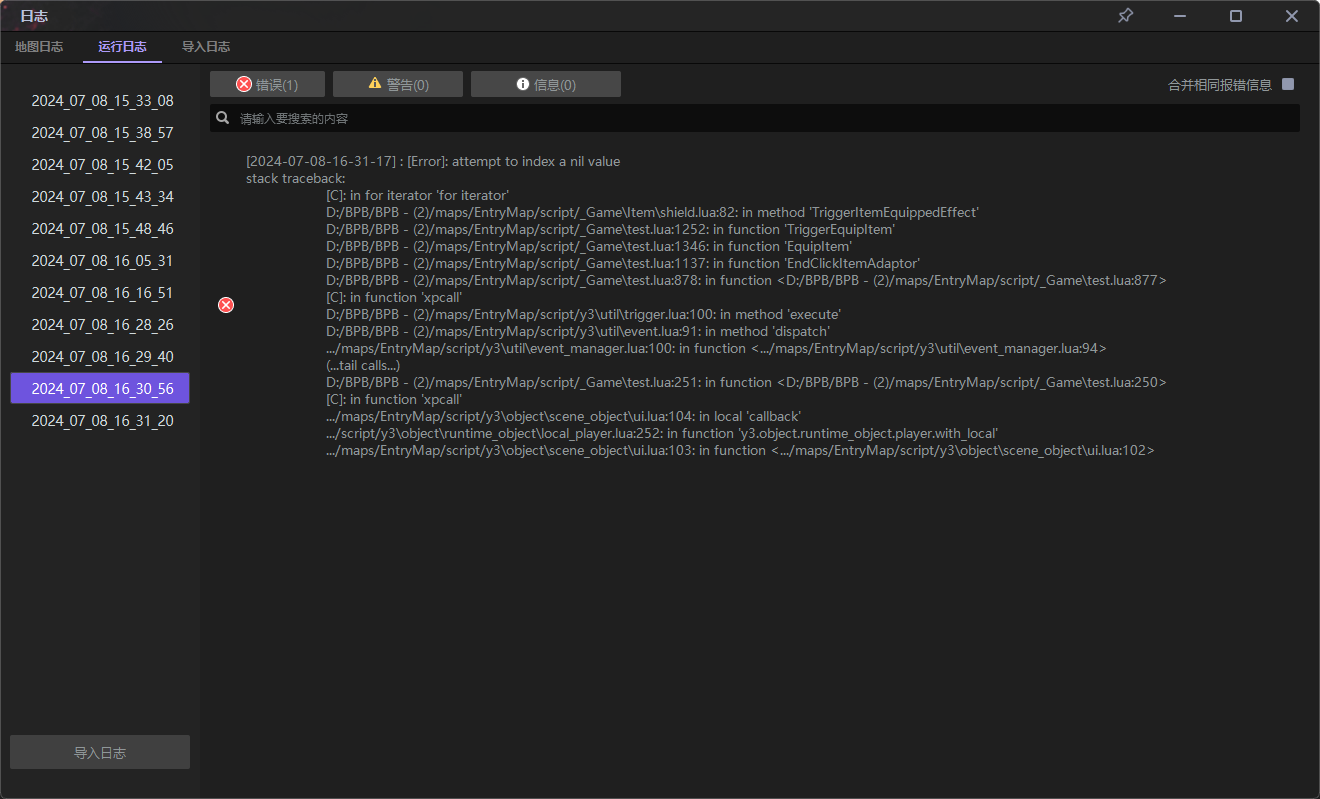 日志
地图日志 运行日志 导入日志
错误(1) 警告(0) 信息(0) 合并相同报错信息
请输入要搜索的内容
2024_07_08_15_33_08
2024_07_08_15_38_57
2024_07_08_15_42_05
2024_07_08_15_43_34
2024_07_08_15_48_46
2024_07_08_16_05_31
2024_07_08_16_16_51
2024_07_08_16_28_26
2024_07_08_16_29_40
2024_07_08_16_30_56
2024_07_08_16_31_20
导入日志
[2024-07-08-16-31-17] : [Error]: attempt to index a nil value
stack traceback:
[C]: in for iterator 'for iterator'
D:/BPB/BPB - (2)/maps/EntryMap/script/_Game\Item\shield.lua:82: in method 'TriggerItemEquippedEffect'
D:/BPB/BPB - (2)/maps/EntryMap/script/_Game\test.lua:1252: in function 'TriggerEquipItem'
D:/BPB/BPB - (2)/maps/EntryMap/script/_Game\test.lua:1346: in function 'EquipItem'
D:/BPB/BPB - (2)/maps/EntryMap/script/_Game\test.lua:1137: in function 'EndClickItemAdaptor'
D:/BPB/BPB - (2)/maps/EntryMap/script/_Game\test.lua:878: in function <D:/BPB/BPB - (2)/maps/EntryMap/script/_Game\test.lua:877>
[C]: in function 'xpcall'
D:/BPB/BPB - (2)/maps/EntryMap/script/y3\util\trigger.lua:100: in method 'execute'
D:/BPB/BPB - (2)/maps/EntryMap/script/y3\util\event.lua:91: in method 'dispatch'
.../maps/EntryMap/script/y3\util\event_manager.lua:100: in function <.../maps/EntryMap/script/y3\util\event_manager.lua:94>
(...tail calls...)
D:/BPB/BPB - (2)/maps/EntryMap/script/_Game\test.lua:251: in function <D:/BPB/BPB - (2)/maps/EntryMap/script/_Game\test.lua:250>
[C]: in function 'xpcall'
.../maps/EntryMap/script/y3\object\scene_object\ui.lua:104: in local 'callback'
.../script/y3\object\runtime_object\local_player.lua:252: in function 'y3.object.runtime_object.player.with_local'
.../maps/EntryMap/script/y3\object\scene_object\ui.lua:103: in function <.../maps/EntryMap/script/y3\object\scene_object\ui.lua:102>